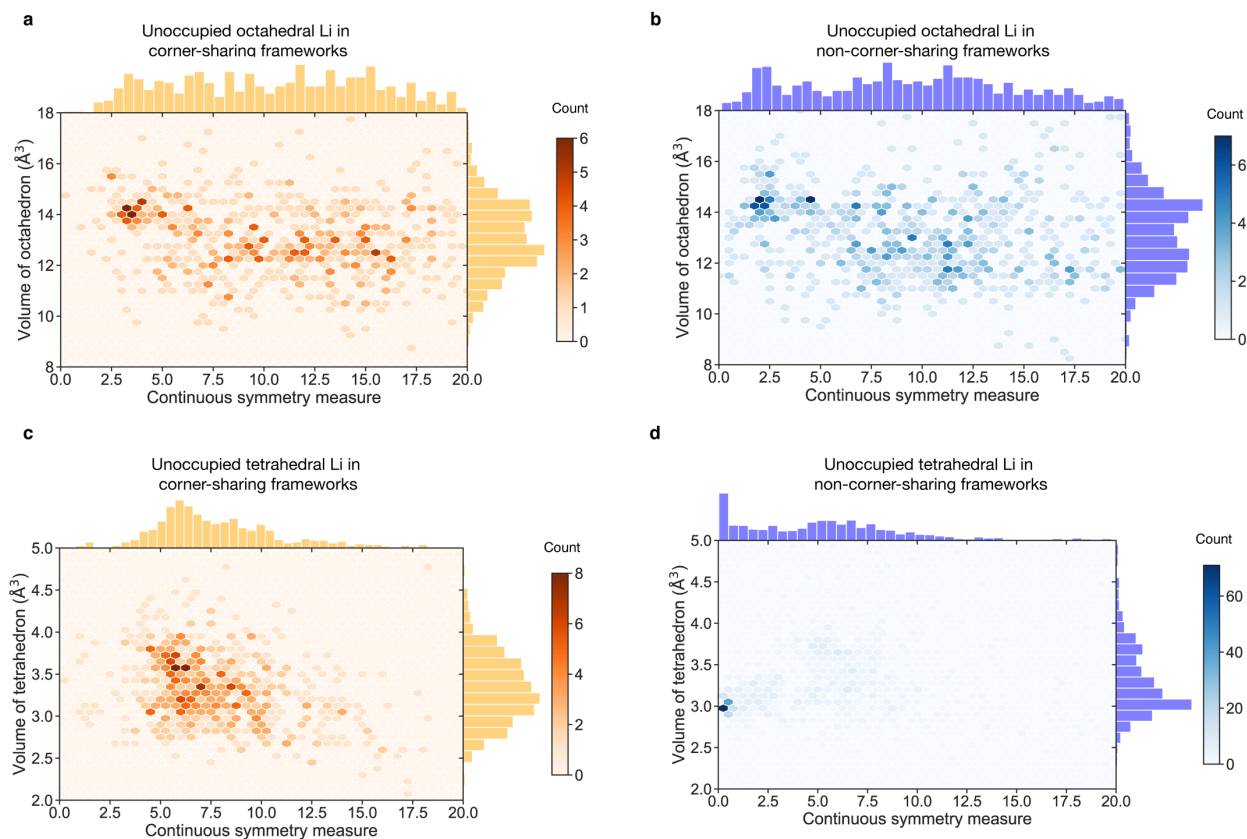 a
Unoccupied octahedral Li in
corner-sharing frameworks
Count
6
5
4
3
2
1
0
Volume of octahedron (Å³)
18
16
14
12
10
8
0.0 2.5 5.0 7.5 10.0 12.5 15.0 17.5 20.0
Continuous symmetry measure
b
Unoccupied octahedral Li in
non-corner-sharing frameworks
Count
6
4
2
0
Volume of octahedron (Å³)
18
16
14
12
10
8
0.0 2.5 5.0 7.5 10.0 12.5 15.0 17.5 20.0
Continuous symmetry measure
c
Unoccupied tetrahedral Li in
corner-sharing frameworks
Count
8
6
4
2
0
Volume of tetrahedron (Å³)
5.0
4.5
4.0
3.5
3.0
2.5
2.0
0.0 2.5 5.0 7.5 10.0 12.5 15.0 17.5 20.0
Continuous symmetry measure
d
Unoccupied tetrahedral Li in
non-corner-sharing frameworks
Count
60
40
20
0
Volume of tetrahedron (Å³)
5.0
4.5
4.0
3.5
3.0
2.5
2.0
0.0 2.5 5.0 7.5 10.0 12.5 15.0 17.5 20.0
Continuous symmetry measure